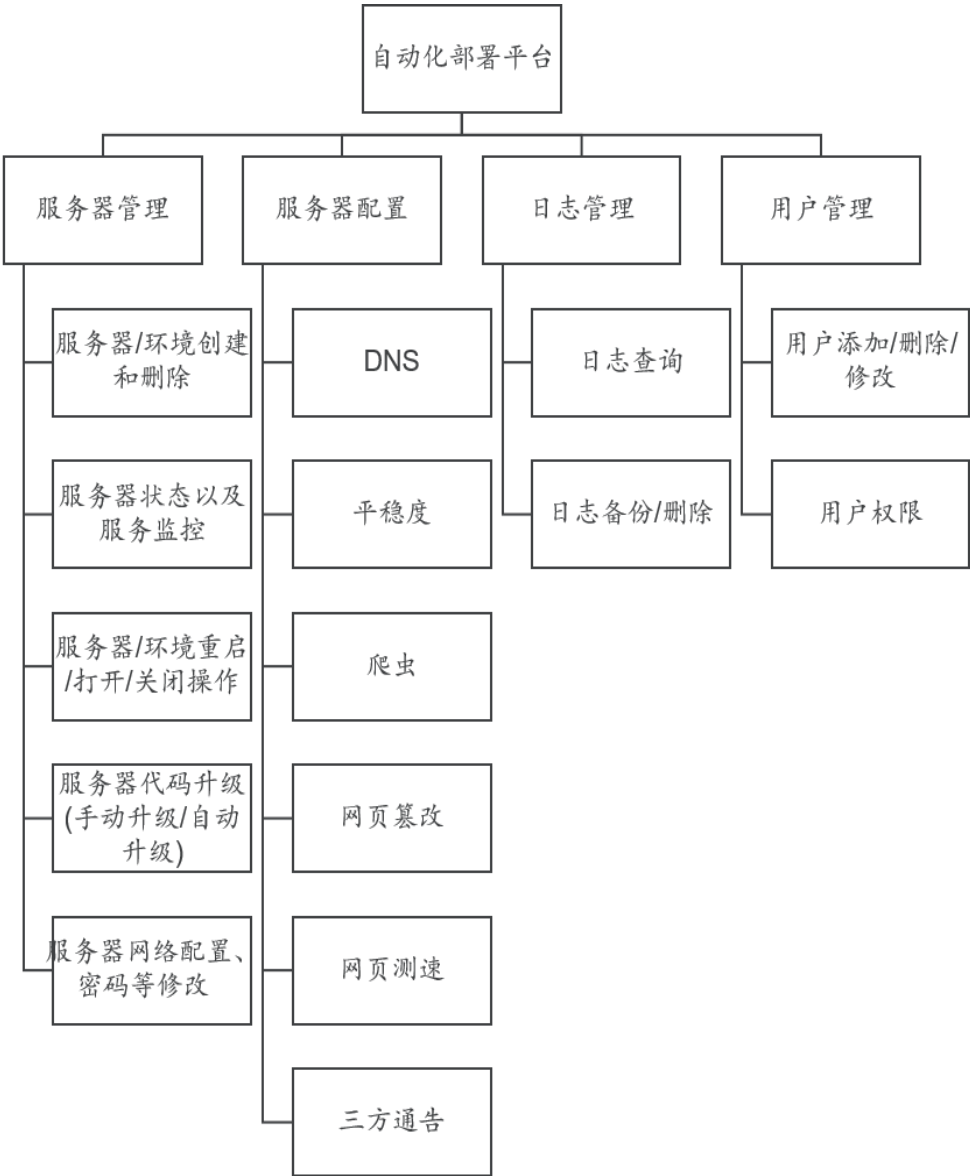 自动化部署平台
服务器管理
服务器/环境创建
和删除
服务器状态以及
服务监控
服务器/环境重启
/打开/关闭操作
服务器代码升级
(手动升级/自动
升级)
服务器网络配置、
密码等修改
服务器配置
DNS
平稳度
爬虫
网页篡改
网页测速
三方通告
日志管理
日志查询
日志备份/删除
用户管理
用户添加/删除/
修改
用户权限